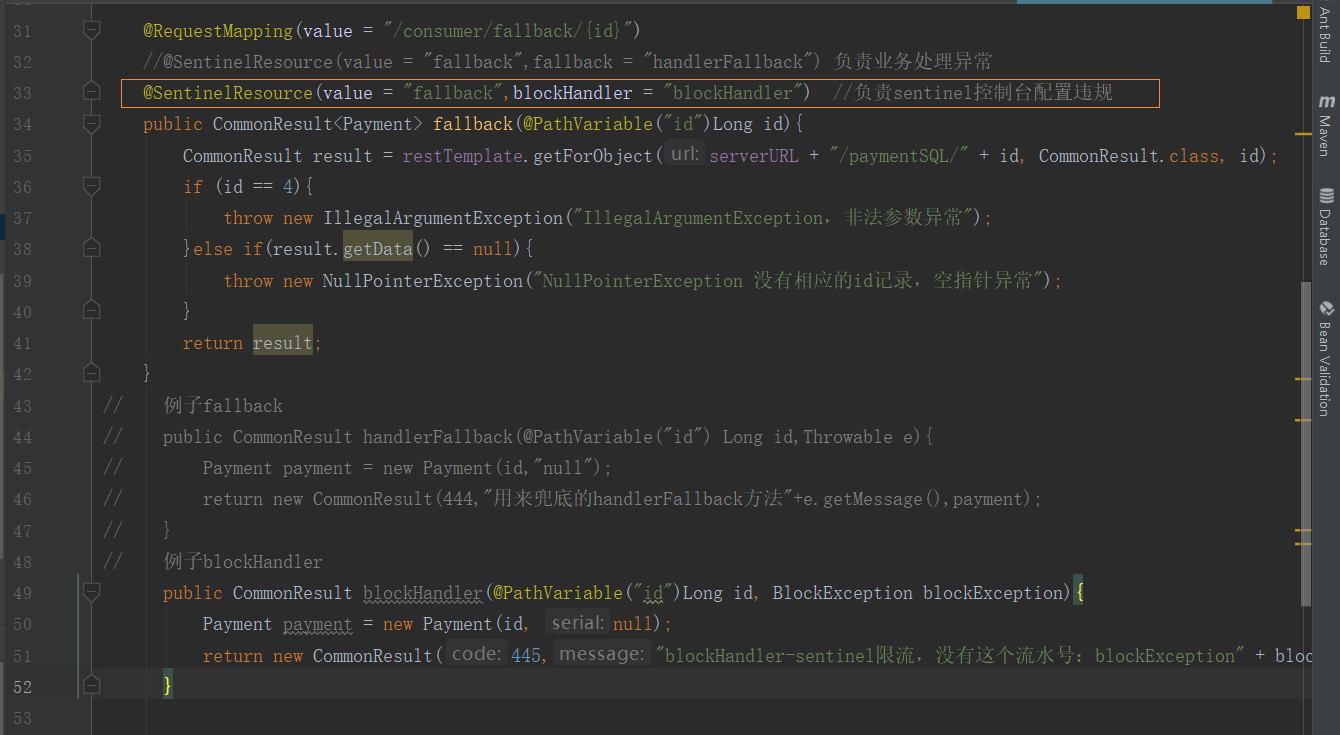 31 @RequestMapping(value = "/consumer/fallback/{id}")
32 //@SentinelResource(value = "fallback",fallback = "handlerFallback") 负责业务处理异常
33 @SentinelResource(value = "fallback",blockHandler = "blockHandler") //负责sentinel控制台配置违规
34 public CommonResult<Payment> fallback(@PathVariable("id")Long id){
35 CommonResult result = restTemplate.getForObject( url: serverURL + "/paymentSQL/" + id, CommonResult.class, id);
36 if (id == 4){
37 throw new IllegalArgumentException("IllegalArgumentException，非法参数异常");
38 }else if(result.getData() == null){
39 throw new NullPointerException("NullPointerException 没有相应的id记录，空指针异常");
40 }
41 return result;
42 }
43 // 例子fallback
44 // public CommonResult handlerFallback(@PathVariable("id") Long id,Throwable e){
45 // Payment payment = new Payment(id,"null");
46 // return new CommonResult(444,"用来兜底的handlerFallback方法"+e.getMessage(),payment);
47 // }
48 // 例子blockHandler
49 public CommonResult blockHandler(@PathVariable("id")Long id, BlockException blockException){
50 Payment payment = new Payment(id, serial: null);
51 return new CommonResult( code: 445, message: "blockHandler-sentinel限流，没有这个流水号：blockException" + bloc
52 }
53
Ant Build
m Maven
Database
Bean Validation